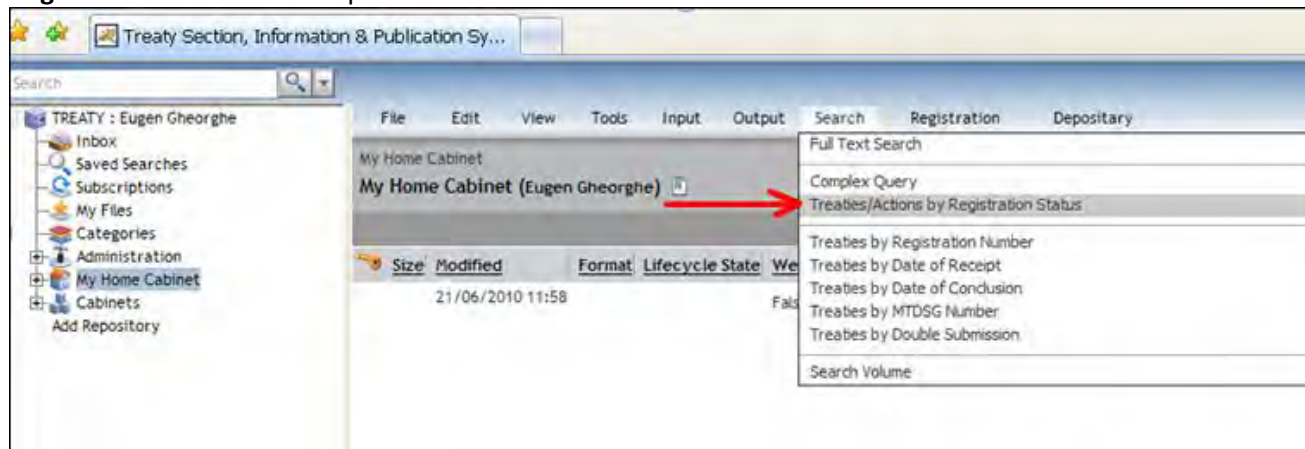 Treaty Section, Information & Publication Sy...
Search
TREATY : Eugen Gheorghe
Inbox
Saved Searches
Subscriptions
My Files
Categories
Administration
My Home Cabinet
Cabinets
Add Repository
File Edit View Tools Input Output Search Registration Depositary
My Home Cabinet
My Home Cabinet (Eugen Gheorghe)
Size Modified Format Lifecycle State We
21/06/2010 11:58 Fals
Full Text Search
Complex Query
Treaties/Actions by Registration Status
Treaties by Registration Number
Treaties by Date of Receipt
Treaties by Date of Conclusion
Treaties by MTDSG Number
Treaties by Double Submission
Search Volume